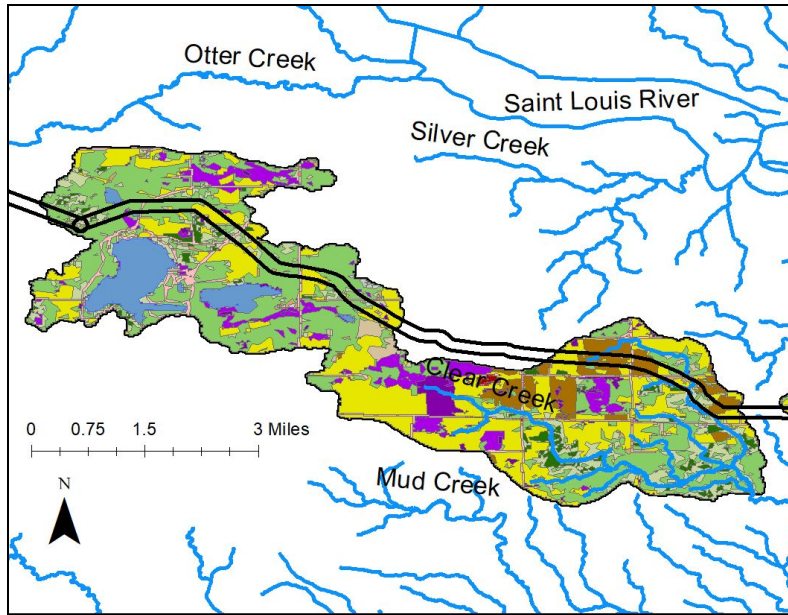 Otter Creek
Saint Louis River
Silver Creek
Clear Creek
0 0.75 1.5 3 Miles
Mud Creek
N